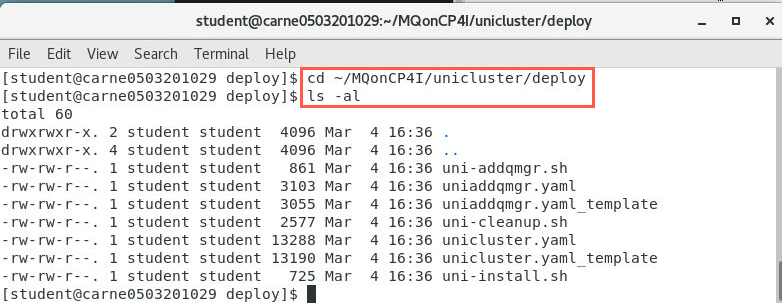 student@carne0503201029:~/MQonCP4I/unicluster/deploy
File Edit View Search Terminal Help
[student@carne0503201029 deploy]$ cd ~/MQonCP4I/unicluster/deploy
[student@carne0503201029 deploy]$ ls -al
total 60
drwxrwxr-x. 2 student student  4096 Mar  4 16:36 .
drwxrwxr-x. 4 student student  4096 Mar  4 16:36 ..
-rw-rw-r--. 1 student student   861 Mar  4 16:36 uni-addqmgr.sh
-rw-rw-r--. 1 student student  3103 Mar  4 16:36 uniaddqmgr.yaml
-rw-rw-r--. 1 student student  3055 Mar  4 16:36 uniaddqmgr.yaml_template
-rw-rw-r--. 1 student student  2577 Mar  4 16:36 uni-cleanup.sh
-rw-rw-r--. 1 student student 13288 Mar  4 16:36 unicluster.yaml
-rw-rw-r--. 1 student student 13190 Mar  4 16:36 unicluster.yaml_template
-rw-rw-r--. 1 student student   725 Mar  4 16:36 uni-install.sh
[student@carne0503201029 deploy]$